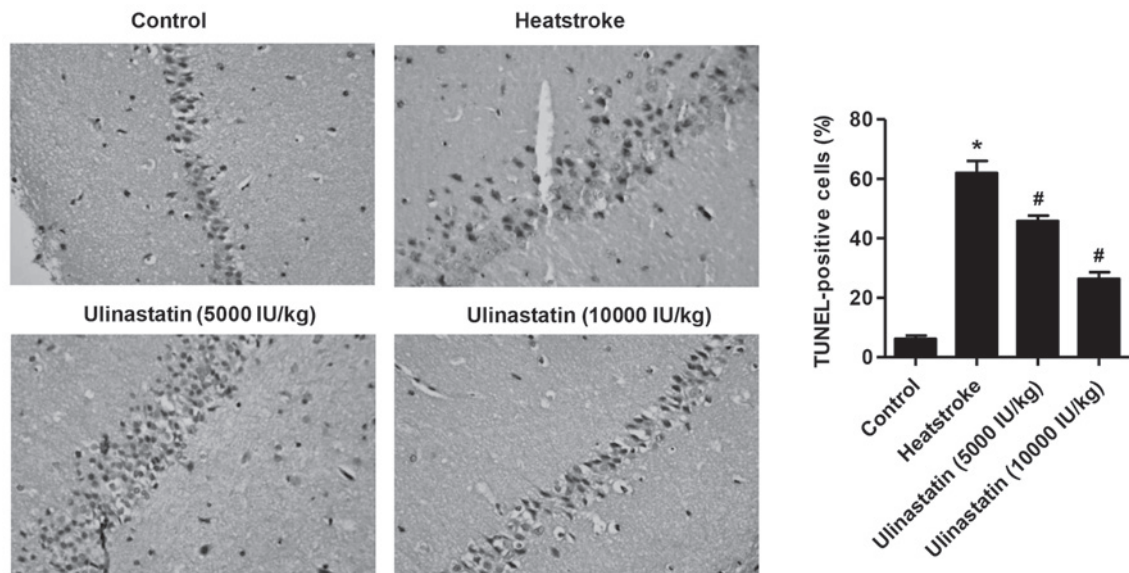 Control
Heatstroke
Ulinastatin (5000 IU/kg)
Ulinastatin (10000 IU/kg)
TUNEL-positive cells (%)
80
60
40
20
0
*
#
#
Control
Heatstroke
Ulinastatin (5000 IU/kg)
Ulinastatin (10000 IU/kg)